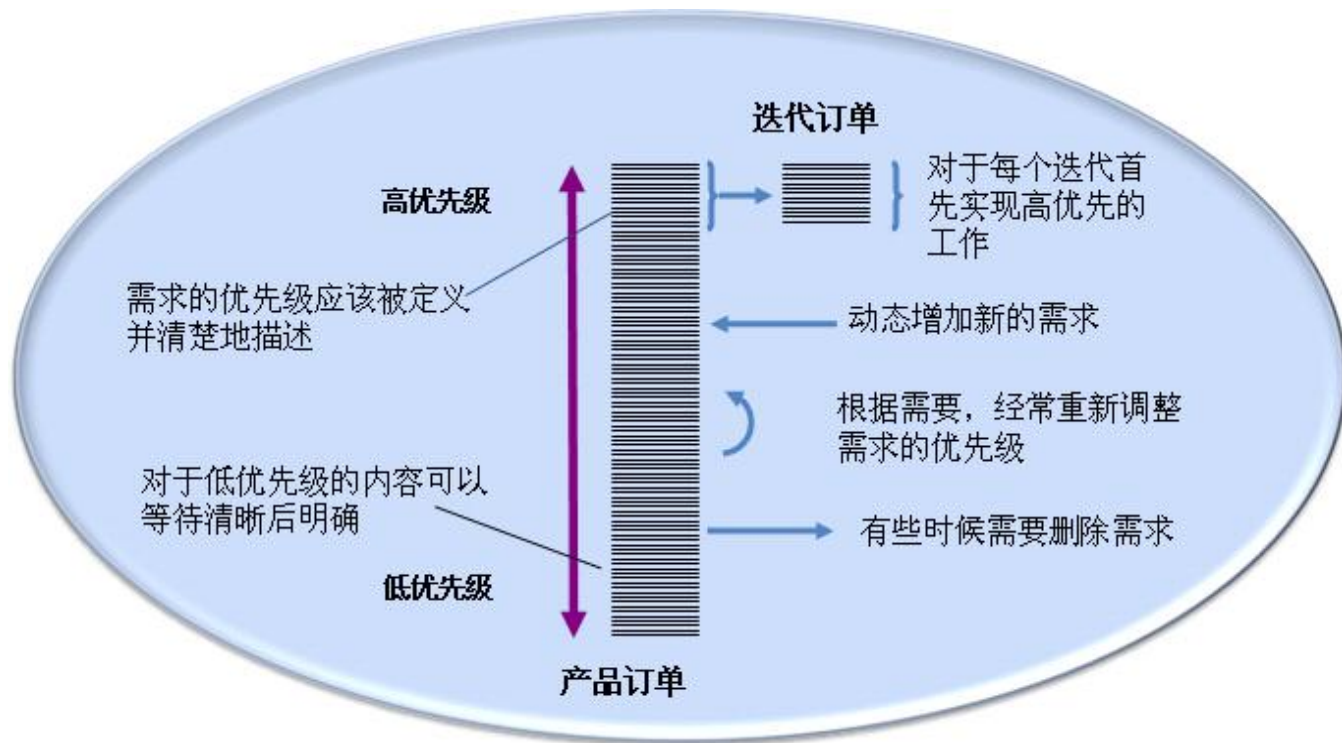 迭代订单
高优先级
对于每个迭代首
先实现高优先的
工作
需求的优先级应该被定义
并清楚地描述
动态增加新的需求
根据需要，经常重新调整
需求的优先级
对于低优先级的内容可以
等待清晰后明确
有些时候需要删除需求
低优先级
产品订单